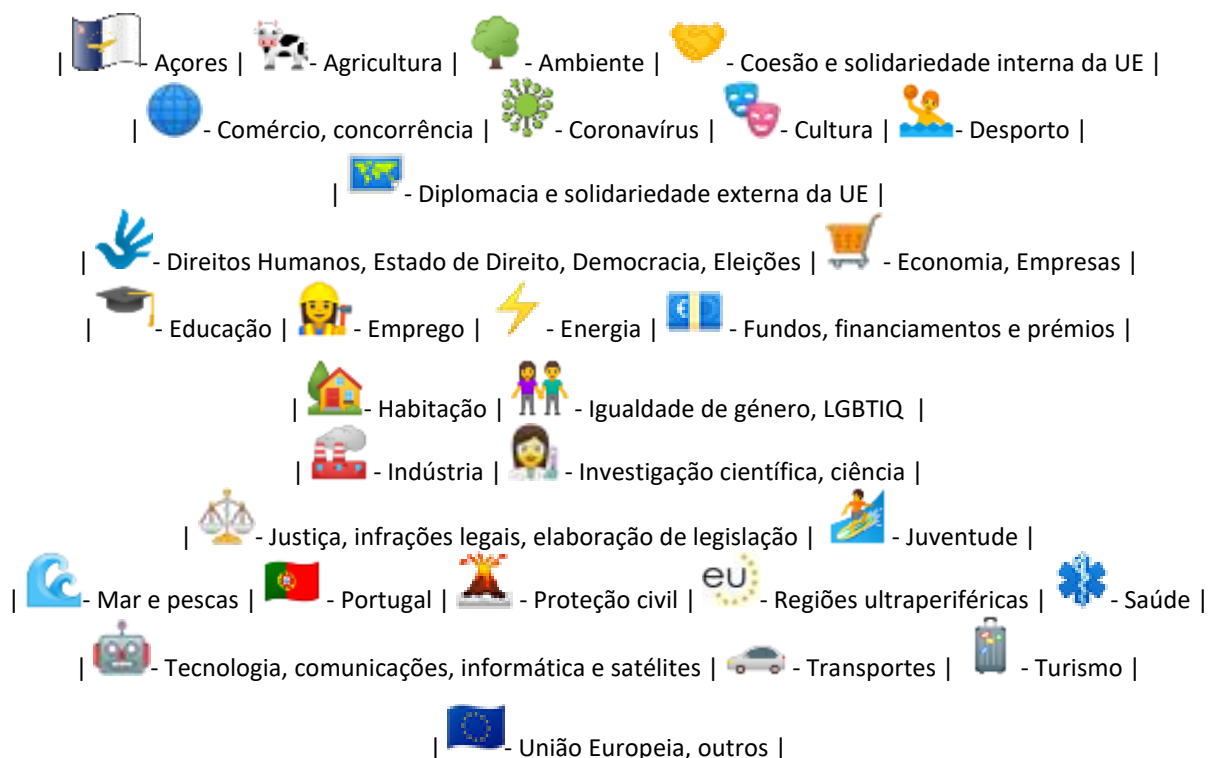 | - Açores | - Agricultura | - Ambiente | - Coesão e solidariedade interna da UE |
| - Comércio, concorrência | - Coronavírus | - Cultura | - Desporto |
| - Diplomacia e solidariedade externa da UE |
| - Direitos Humanos, Estado de Direito, Democracia, Eleições | - Economia, Empresas |
| - Educação | - Emprego | - Energia | € - Fundos, financiamentos e prémios |
| - Habitação | - Igualdade de género, LGBTIQ |
| - Indústria | - Investigação científica, ciência |
| - Justiça, infrações legais, elaboração de legislação | - Juventude |
| - Mar e pescas | - Portugal | - Proteção civil | eu - Regiões ultraperiféricas | - Saúde |
| - Tecnologia, comunicações, informática e satélites | - Transportes | - Turismo |
| - União Europeia, outros |